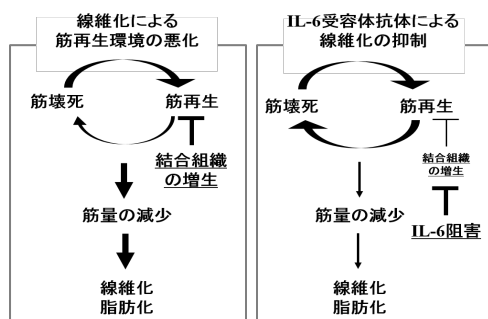 線維化による
筋再生環境の悪化
筋壊死
筋再生
結合組織
の増生
筋量の減少
線維化
脂肪化
IL-6受容体抗体による
線維化の抑制
筋壊死
筋再生
結合組織
の増生
IL-6阻害
筋量の減少
線維化
脂肪化